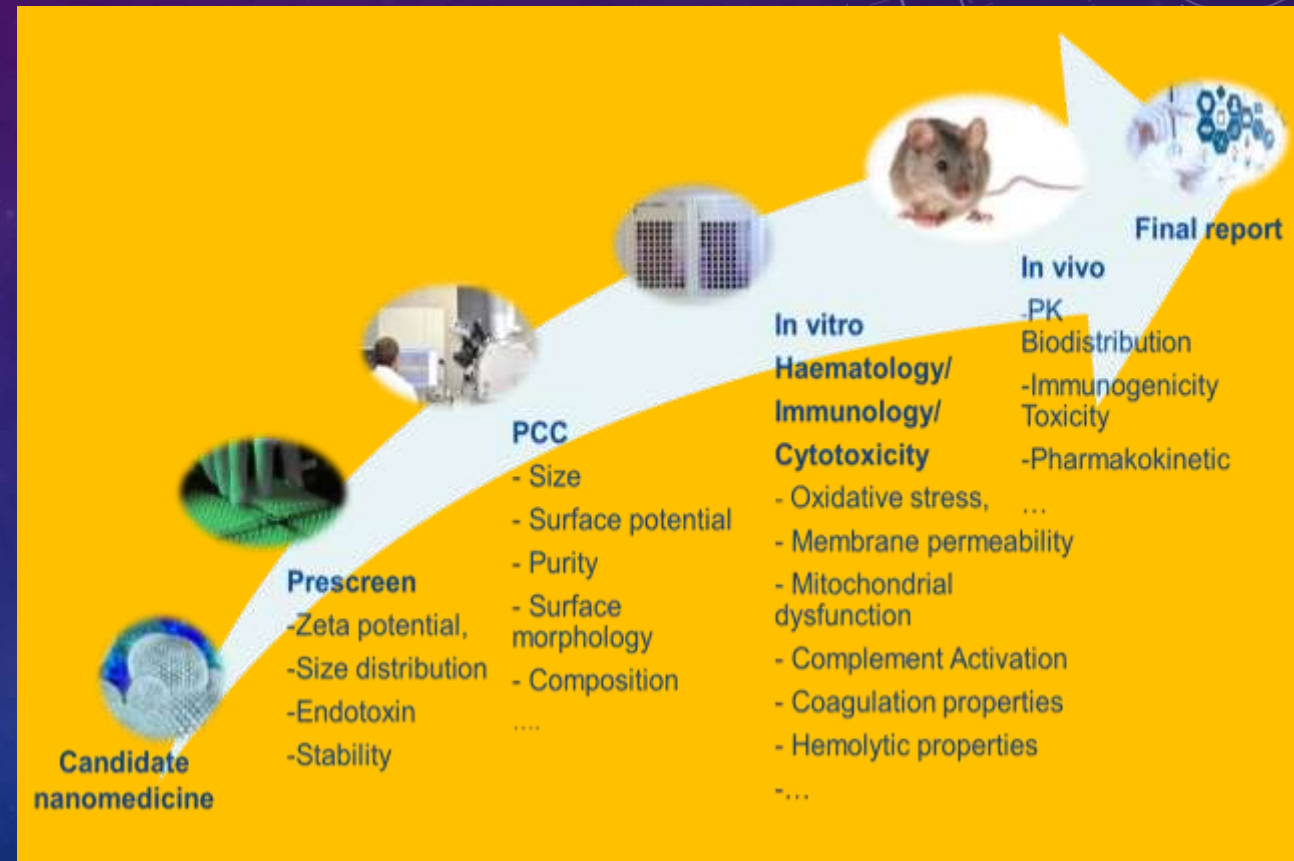 Candidate
nanomedicine
Prescreen
-Zeta potential,
-Size distribution
-Endotoxin
-Stability
PCC
- Size
- Surface potential
- Purity
- Surface
morphology
- Composition
....
In vitro
Haematology/
Immunology/
Cytotoxicity
- Oxidative stress,
- Membrane permeability
- Mitochondrial
dysfunction
- Complement Activation
- Coagulation properties
- Hemolytic properties
-...
In vivo
-PK
Biodistribution
-Immunogenicity
Toxicity
-Pharmakokinetic
...
Final report